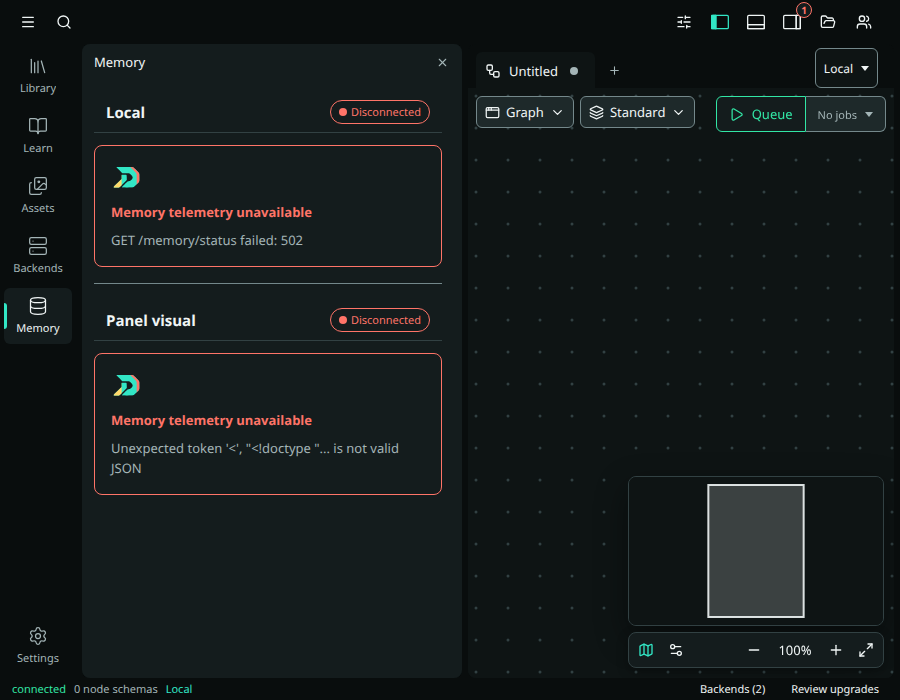 1
Library
Learn
Assets
Backends
Memory
Settings
Memory
Local
Disconnected
Memory telemetry unavailable
GET /memory/status failed: 502
Panel visual
Disconnected
Memory telemetry unavailable
Unexpected token '<', "<!doctype "... is not valid
JSON
Untitled
Local
Graph
Standard
Queue
No jobs
100%
connected 0 node schemas Local
Backends (2) Review upgrades